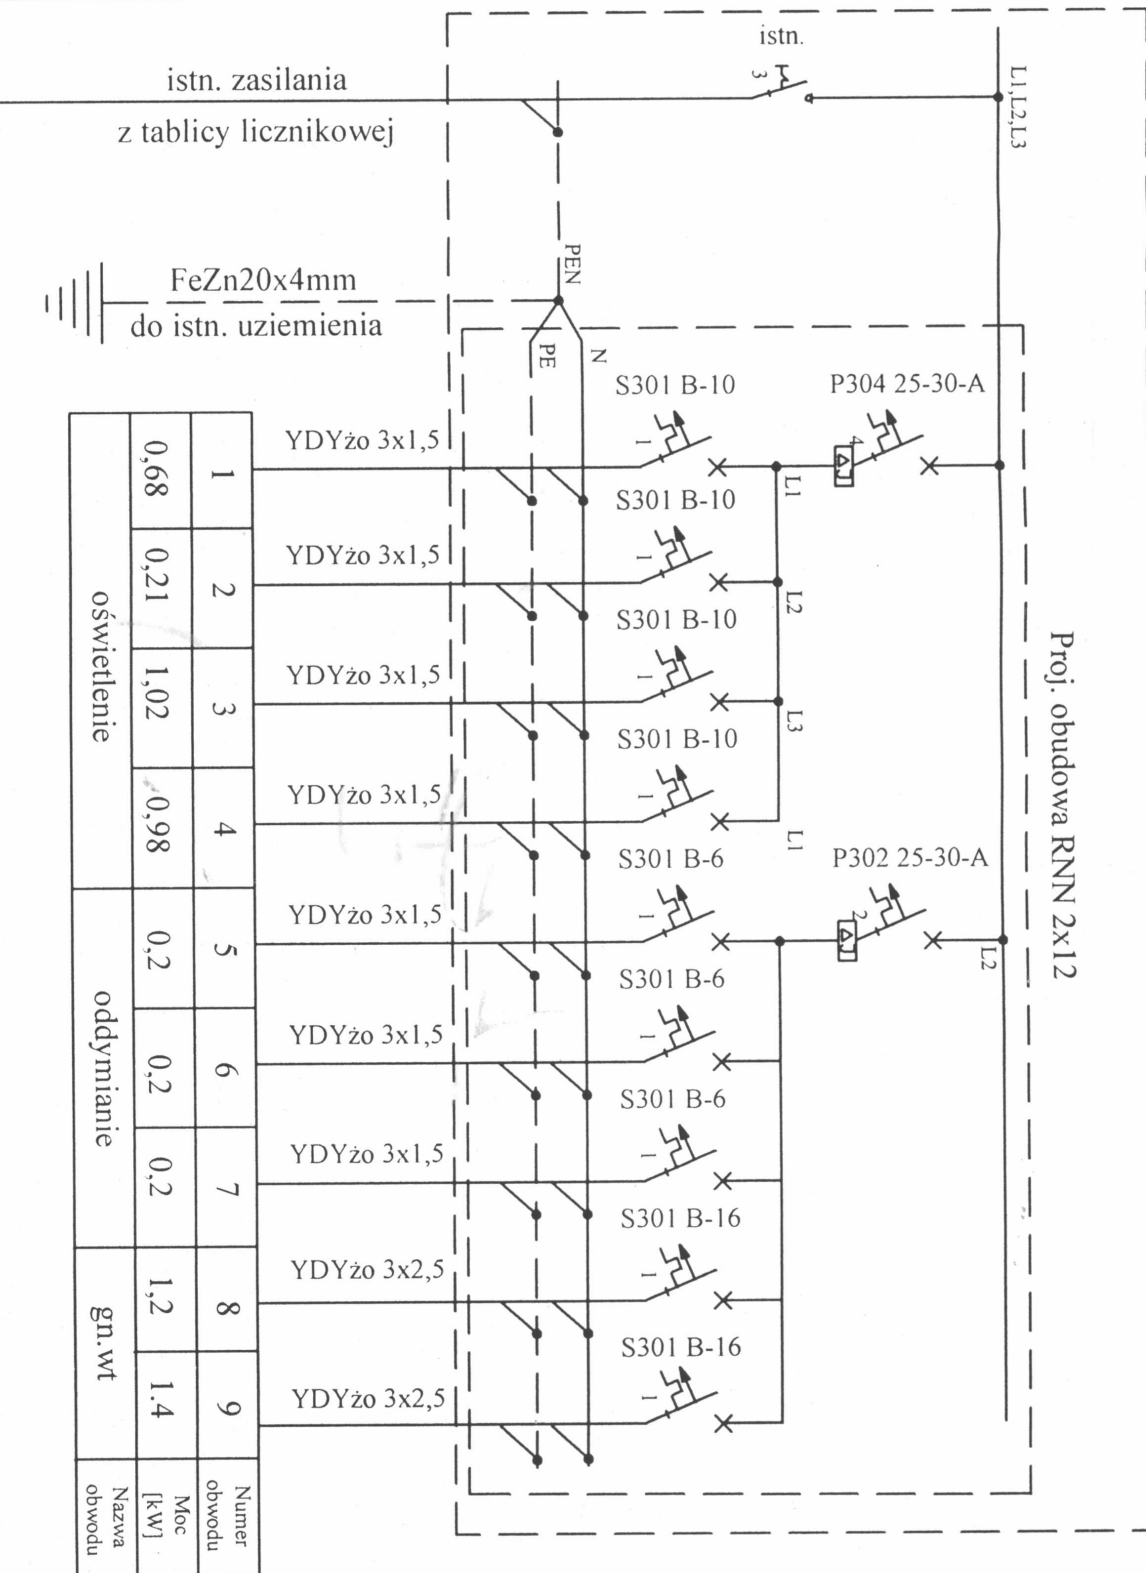 istn.
istn. zasilania
z tablicy licznikowej
3
L1,L2,L3
PEN
FeZn20x4mm
do istn. uziemienia
PE
N
Proj. obudowa RNN 2x12
S301 B-10
P304 25-30-A
YDYżo 3x1,5
1
4
L1
S301 B-10
YDYżo 3x1,5
1
L2
S301 B-10
YDYżo 3x1,5
1
L3
S301 B-10
YDYżo 3x1,5
1
L1
S301 B-6
P302 25-30-A
YDYżo 3x1,5
1
2
L2
S301 B-6
YDYżo 3x1,5
1
S301 B-6
YDYżo 3x1,5
1
S301 B-16
YDYżo 3x2,5
1
S301 B-16
YDYżo 3x2,5
1
1 2 3 4 5 6 7 8 9
Numer
obwodu
0,68 0,21 1,02 0,98 0,2 0,2 0,2 1,2 1.4
Moc
[kW]
oświetlenie oddymianie gn.wt
Nazwa
obwodu